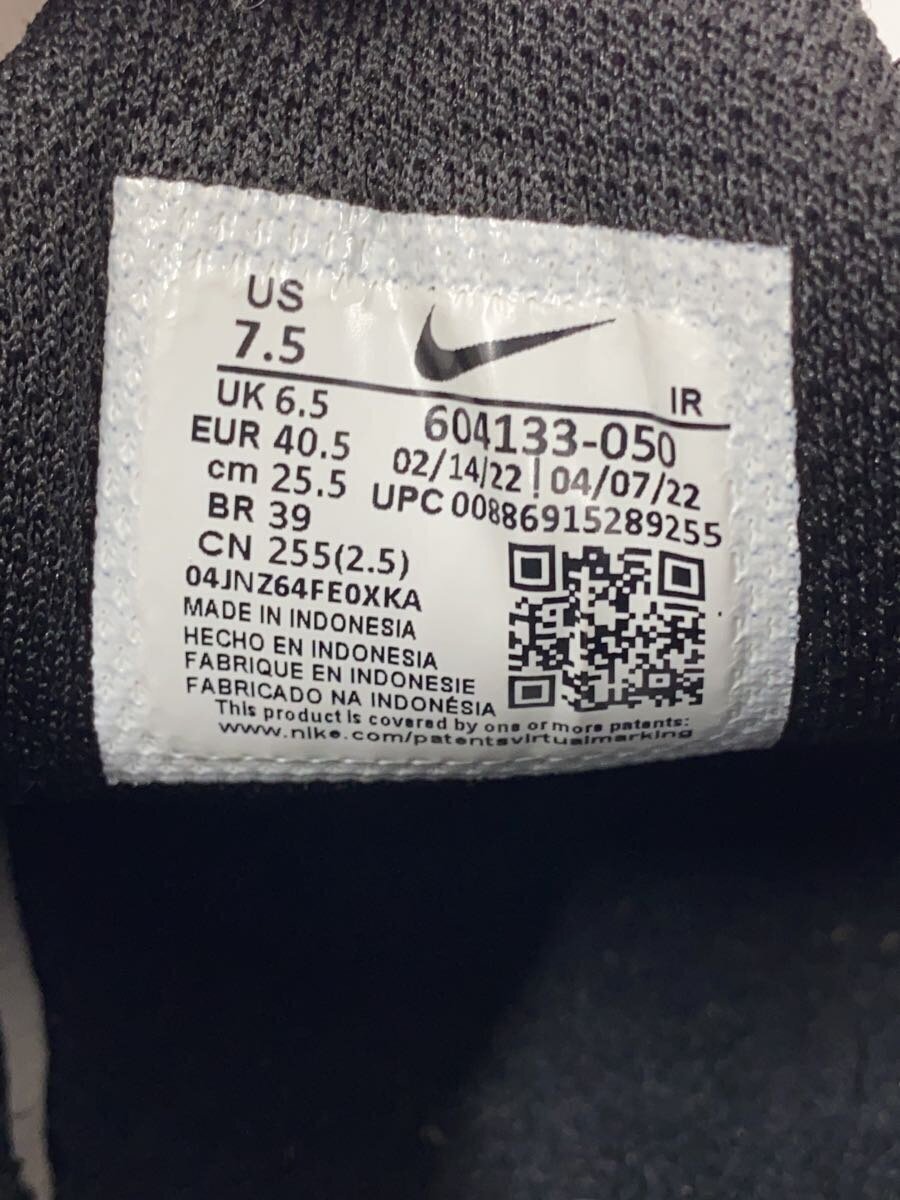 US
7.5
IR
UK 6.5
EUR 40.5
cm 25.5
BR 39
CN 255(2.5)
604133-050
02/14/22 | 04/07/22
UPC 00886915289255
04JNZ64FE0XKA
MADE IN INDONESIA
HECHO EN INDONESIA
FABRIQUE EN INDONESIE
FABRICADO NA INDONÉSIA
This product is covered by one or more patents:
www.nike.com/patentsvirtualmarking